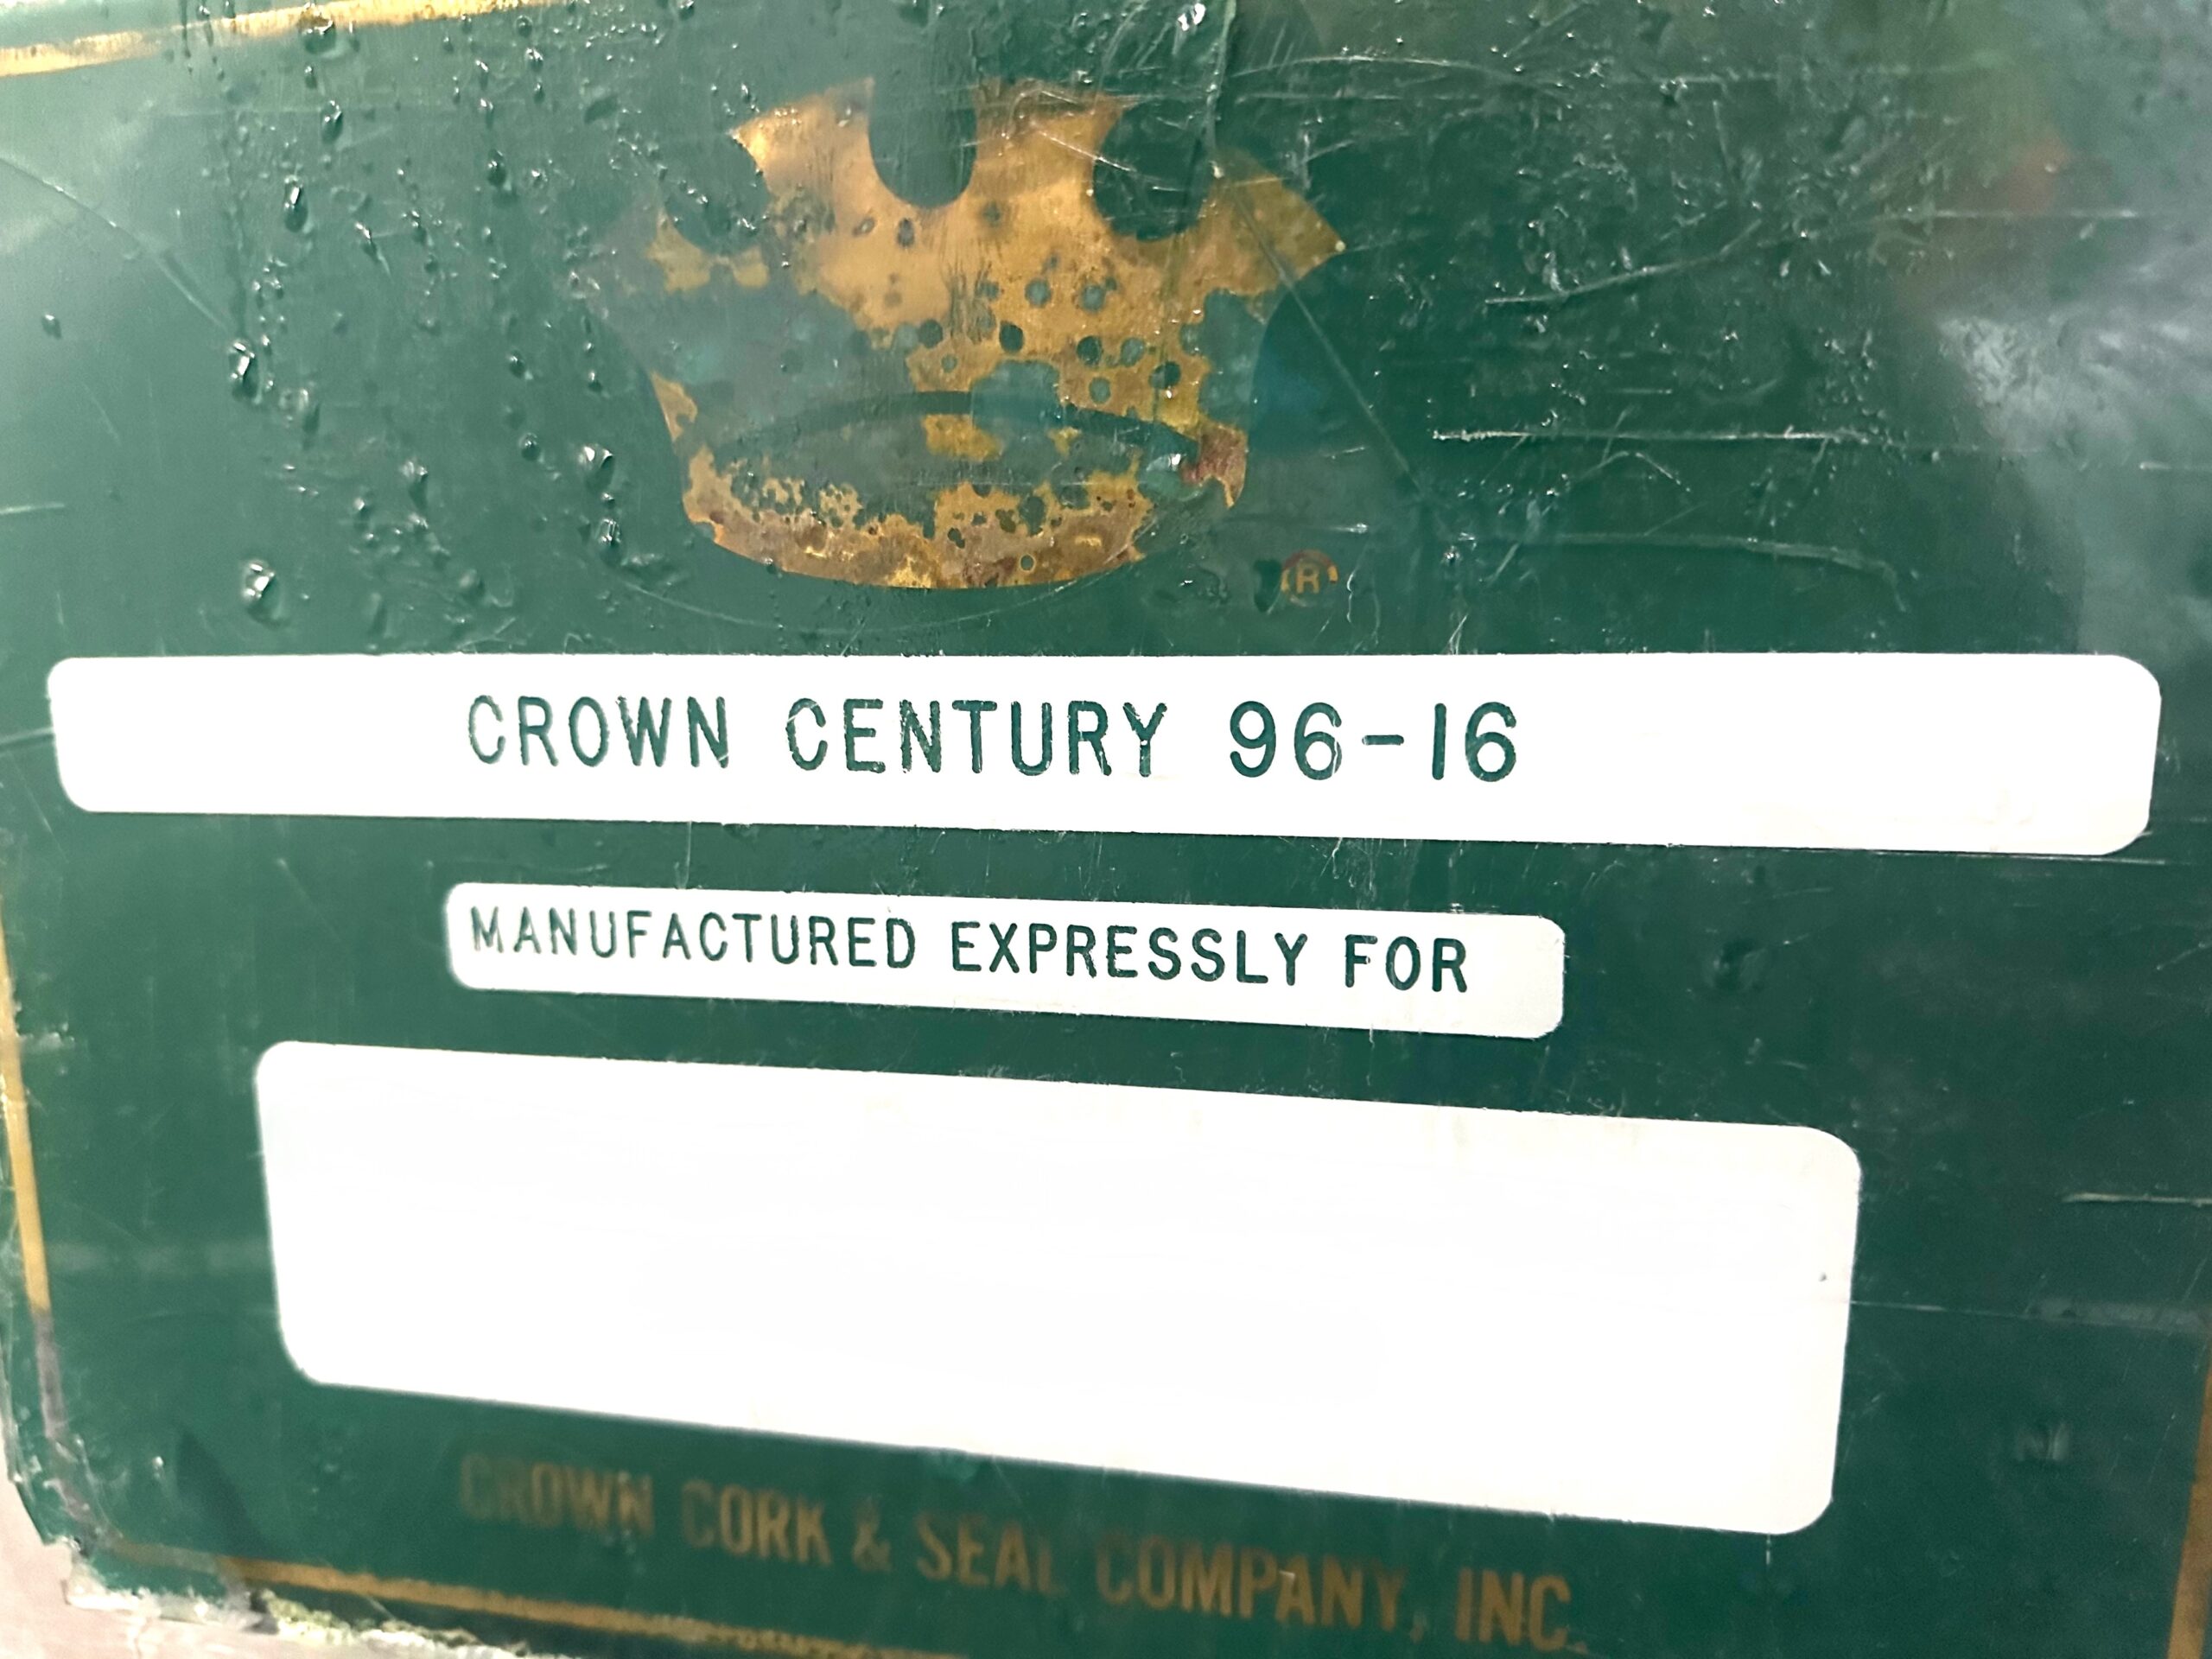 ®
CROWN CENTURY 96-16
MANUFACTURED EXPRESSLY FOR
CROWN CORK & SEAL COMPANY, INC.